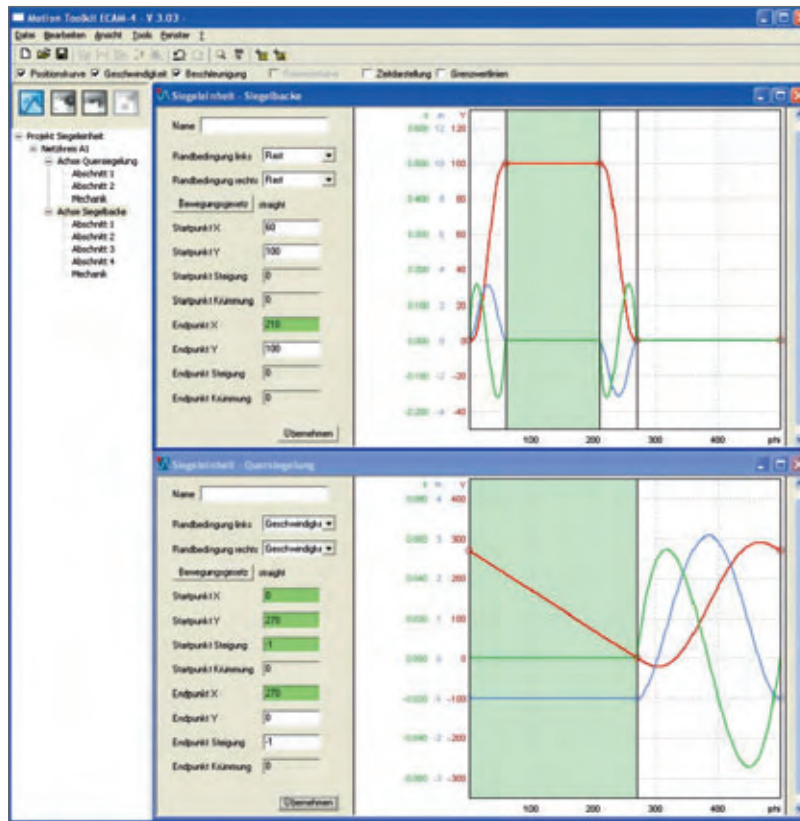 Motion Toolkit ECAM-4 - V 3.03 -
Datei Bearbeiten Ansicht Tools Fenster ?
Positionskurve Geschwindigkeit Beschleunigung Zeitdarstellung Grenzwertlinien
Projekt Siegeleinheit
Netzkreis A1
Achse Quersiegelung
Abschnitt 1
Abschnitt 2
Mechanik
Achse Siegelbacke
Abschnitt 1
Abschnitt 2
Abschnitt 3
Abschnitt 4
Mechanik
Siegeleinheit - Siegelbacke
Name
Randbedingung links Rast
Randbedingung rechts Rast
Bewegungsgesetz straight
Startpunkt X 60
Startpunkt Y 100
Startpunkt Steigung 0
Startpunkt Krümmung 0
Endpunkt X 210
Endpunkt Y 100
Endpunkt Steigung 0
Endpunkt Krümmung 0
Übernehmen
Y
120
100
80
60
40
20
0
-20
-40
100 200 300 400 phi
Siegeleinheit - Quersiegelung
Name
Randbedingung links Geschwindigke
Randbedingung rechts Geschwindigke
Bewegungsgesetz straight
Startpunkt X 0
Startpunkt Y 270
Startpunkt Steigung -1
Startpunkt Krümmung 0
Endpunkt X 270
Endpunkt Y 0
Endpunkt Steigung -1
Endpunkt Krümmung 0
Übernehmen
Y
400
300
200
100
0
-100
-200
-300
100 200 300 400 phi